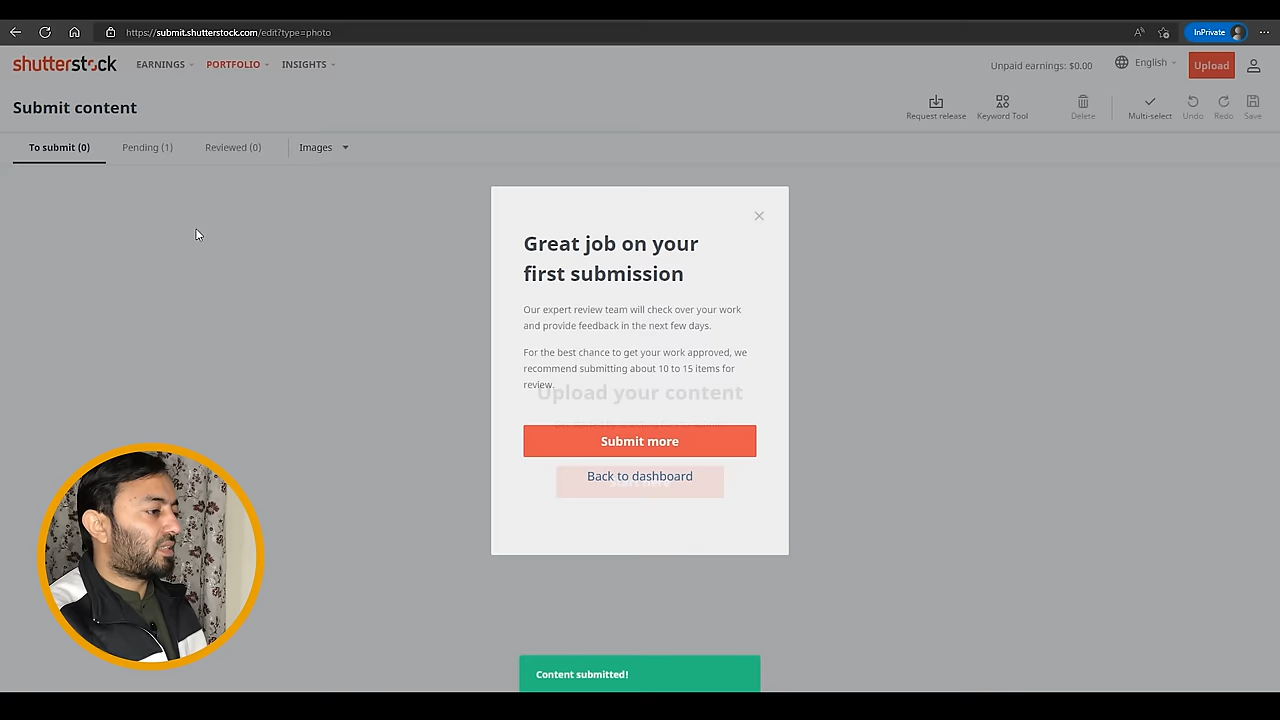 https://submit.shutterstock.com/edit?type=photo
InPrivate
shutterstock EARNINGS PORTFOLIO INSIGHTS Unpaid earnings: $0.00 English Upload
Submit content
Request release Keyword Tool Delete Multi-select Undo Redo Save
To submit (0) Pending (1) Reviewed (0) Images
Great job on your
first submission
Our expert review team will check over your work
and provide feedback in the next few days.
For the best chance to get your work approved, we
recommend submitting about 10 to 15 items for
review.
Upload your content
Submit more
Back to dashboard
Content submitted!